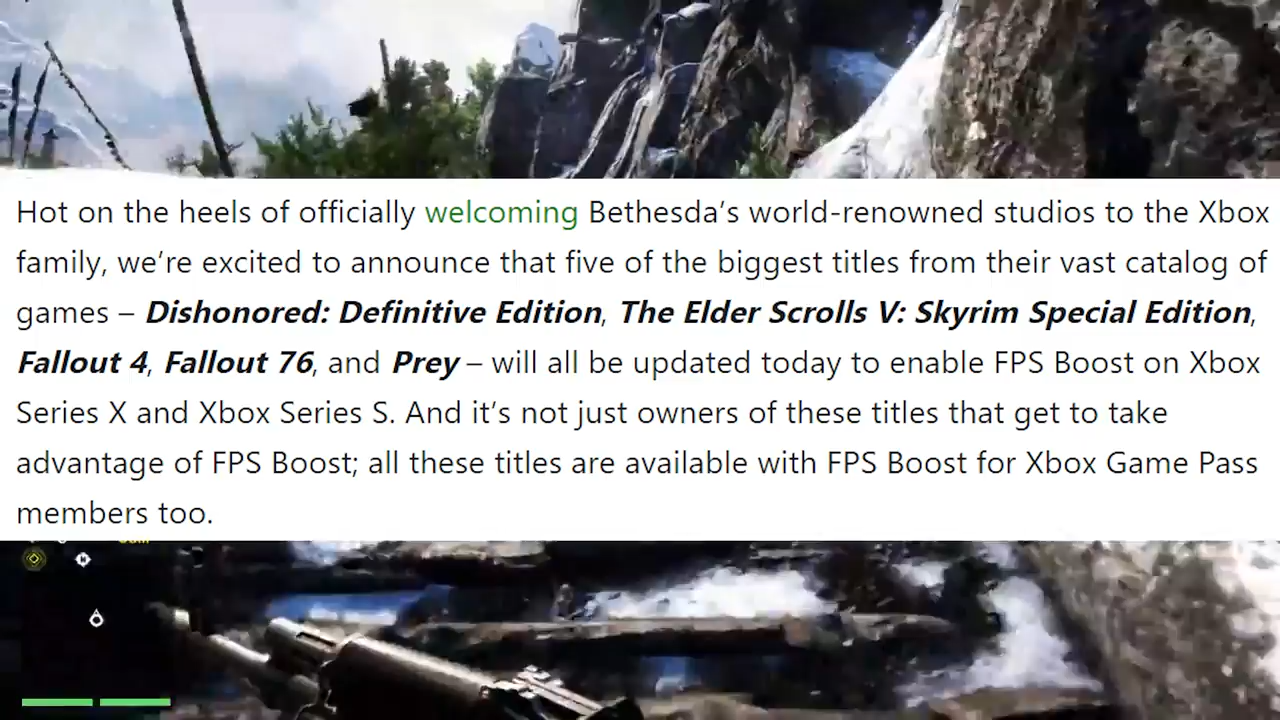 Hot on the heels of officially welcoming Bethesda’s world-renowned studios to the Xbox
family, we’re excited to announce that five of the biggest titles from their vast catalog of
games – Dishonored: Definitive Edition, The Elder Scrolls V: Skyrim Special Edition,
Fallout 4, Fallout 76, and Prey – will all be updated today to enable FPS Boost on Xbox
Series X and Xbox Series S. And it’s not just owners of these titles that get to take
advantage of FPS Boost; all these titles are available with FPS Boost for Xbox Game Pass
members too.